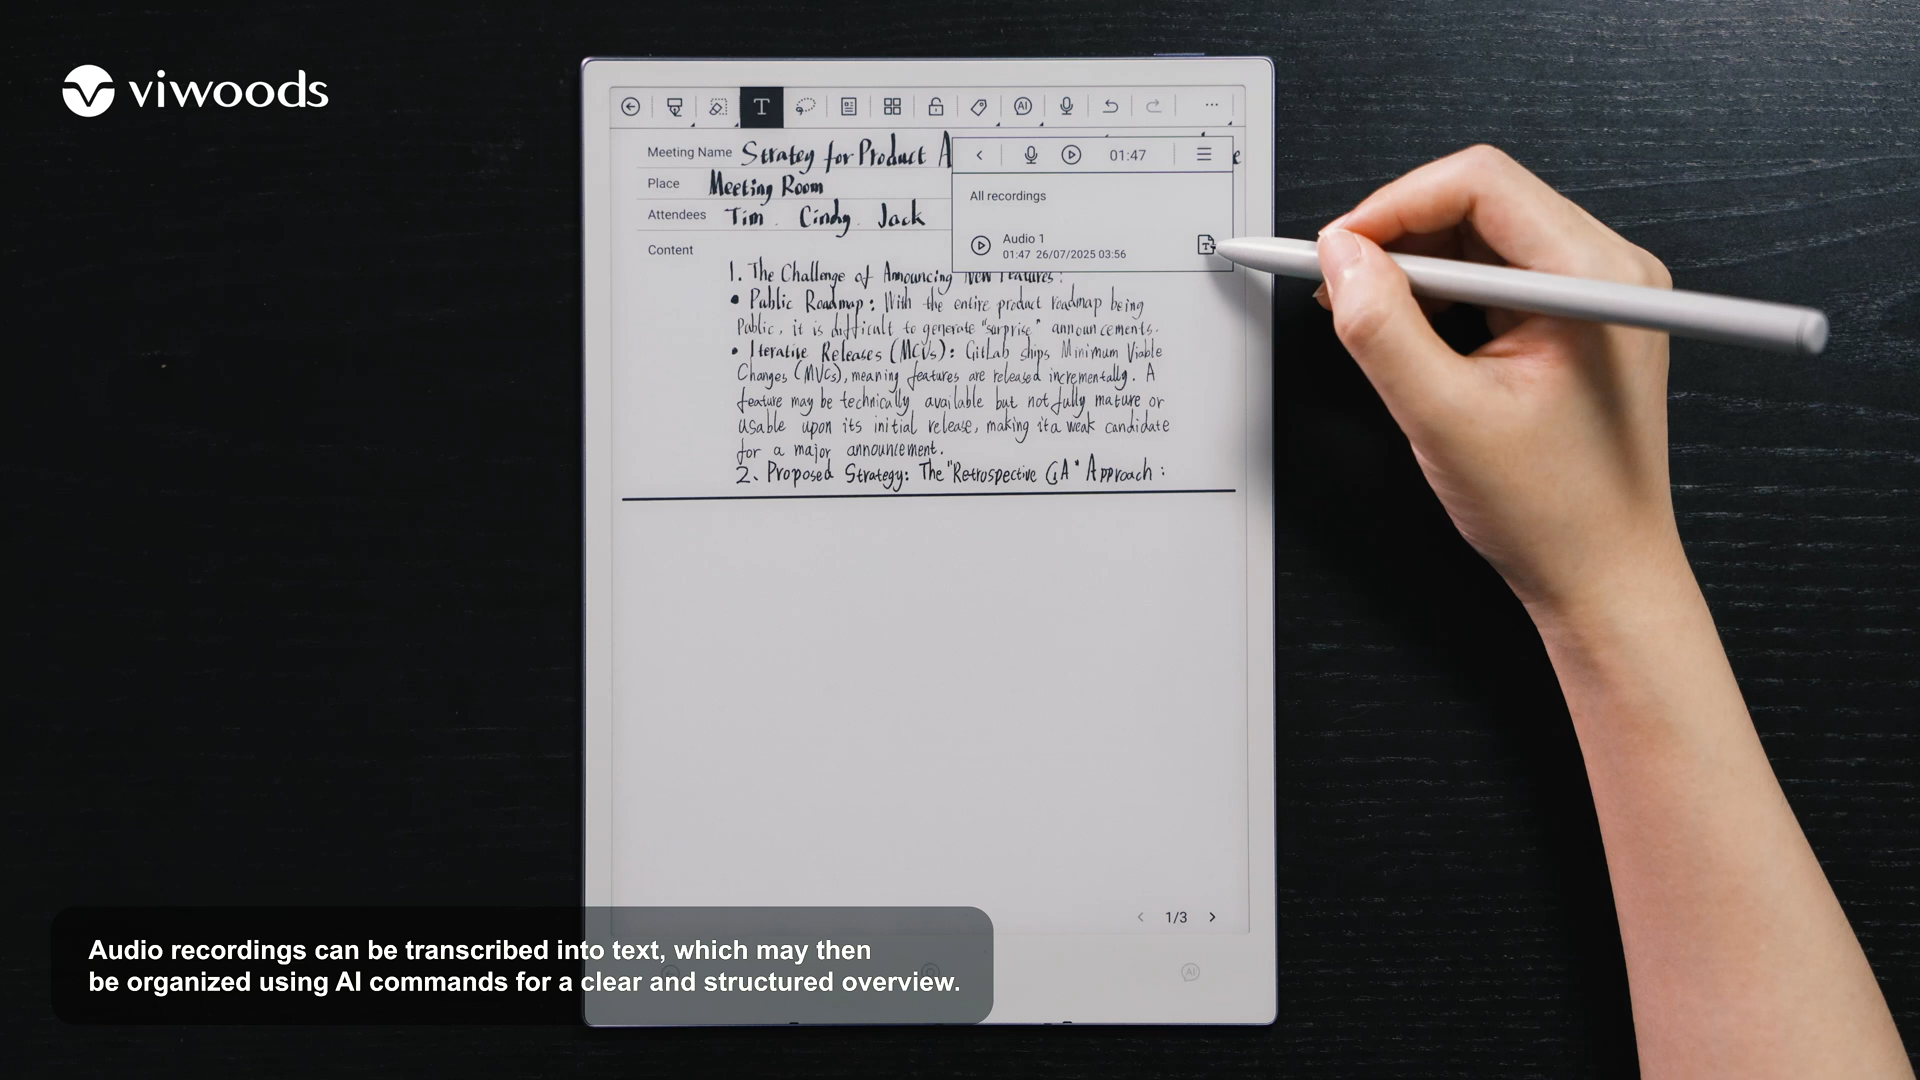 viwoods
T
AI
...
Meeting Name Stratey for Product A
Place Meeting Room
Attendees Tim. Cindy. Jack
Content
01:47
All recordings
Audio 1
01:47 26/07/2025 03:56
1. The Challenge of Announcing New Features:
• Public Roadmap: With the entire product roadmap being
Public, it is difficult to generate "surprise" announcements.
• Iterative Releases (MCVs): GitLab ships Minimum Viable
Changes (MVCs), meaning features are released incrementally. A
feature may be technically available but not fully mature or
usable upon its initial release, making it a weak candidate
for a major announcement.
2. Proposed Strategy: The "Retrospective GA" Approach:
1/3
AI
Audio recordings can be transcribed into text, which may then
be organized using AI commands for a clear and structured overview.